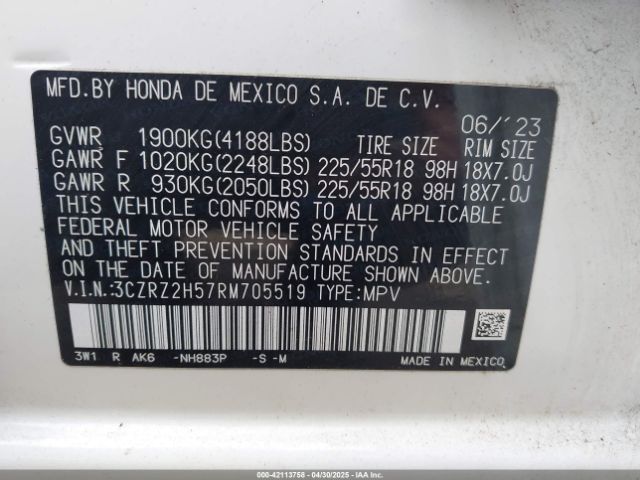 MFD.BY HONDA DE MEXICO S.A. DE C.V.
06/'23
GVWR 1900KG(4188LBS) TIRE SIZE RIM SIZE
GAWR F 1020KG(2248LBS) 225/55R18 98H 18X7.0J
GAWR R 930KG(2050LBS) 225/55R18 98H 18X7.0J
THIS VEHICLE CONFORMS TO ALL APPLICABLE
FEDERAL MOTOR VEHICLE SAFETY
AND THEFT PREVENTION STANDARDS IN EFFECT
ON THE DATE OF MANUFACTURE SHOWN ABOVE.
V.I.N.:3CZRZ2H57RM705519 TYPE:MPV
3W1 R AK6 -NH883P -S -M
MADE IN MEXICO
000-42113758 - 04/30/2025 - IAAI.COM